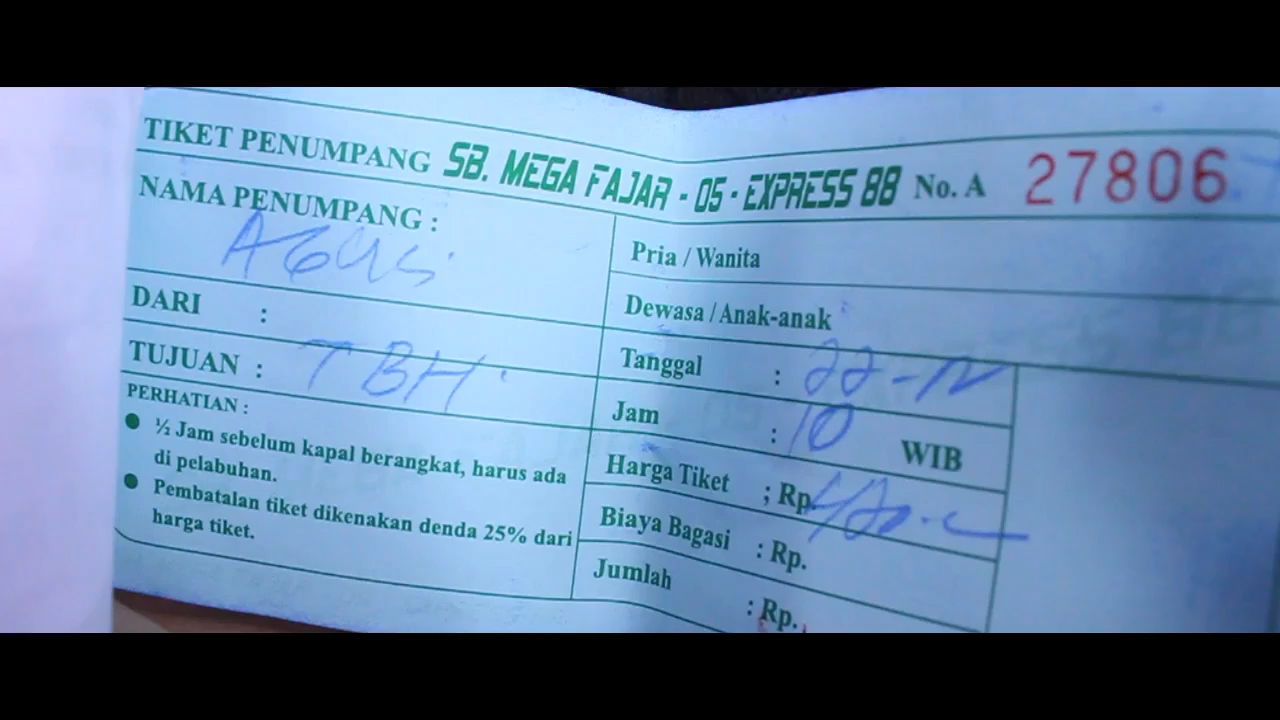 TIKET PENUMPANG SB. MEGA FAJAR - 05 - EXPRESS 88 No. A 27806
NAMA PENUMPANG :
AGUS
DARI :
TUJUAN : TBH
PERHATIAN :
● ½ Jam sebelum kapal berangkat, harus ada
di pelabuhan.
● Pembatalan tiket dikenakan denda 25% dari
harga tiket.
Pria / Wanita
Dewasa / Anak-anak
Tanggal : 22-
Jam : 10 WIB
Harga Tiket ; Rp.
Biaya Bagasi : Rp.
Jumlah : Rp.